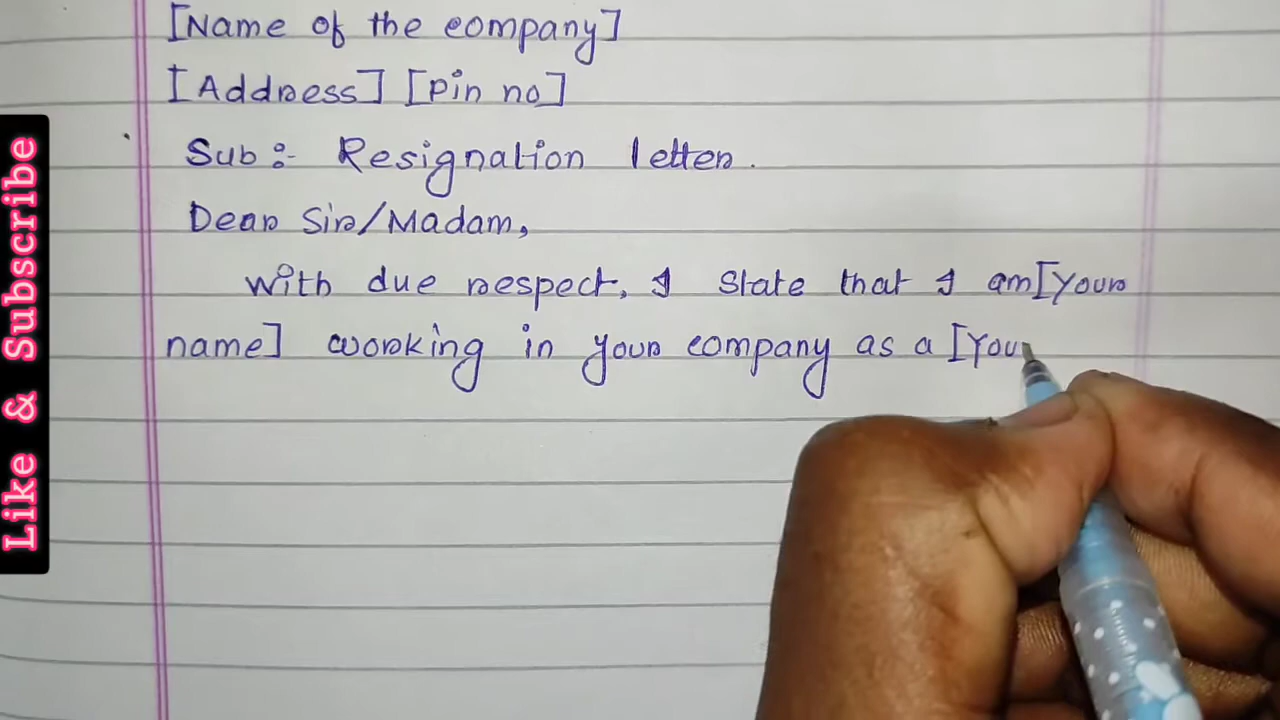 [Name of the company]
[Address] [Pin no]
Sub:- Resignation letter.
Dear Sir/Madam,
With due respect, I State that I am[Your
name] working in your company as a [You
Like & Subscribe